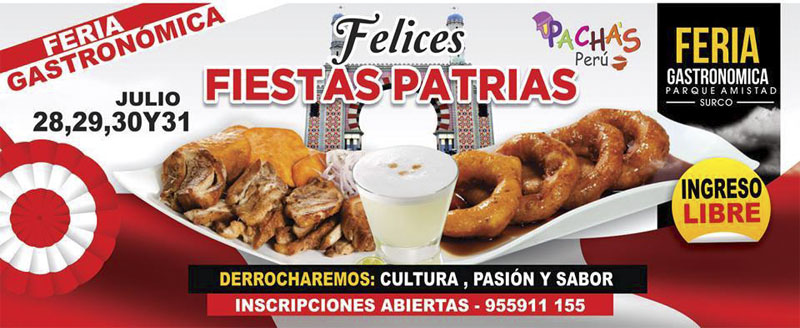 FERIA
GASTRONÓMICA
JULIO
28,29,30Y31
Felices
FIESTAS PATRIAS
PACHA'S
Perú
FERIA
GASTRONOMICA
PARQUE AMISTAD
SURCO
INGRESO
LIBRE
DERROCHAREMOS: CULTURA , PASIÓN Y SABOR
INSCRIPCIONES ABIERTAS - 955911 155